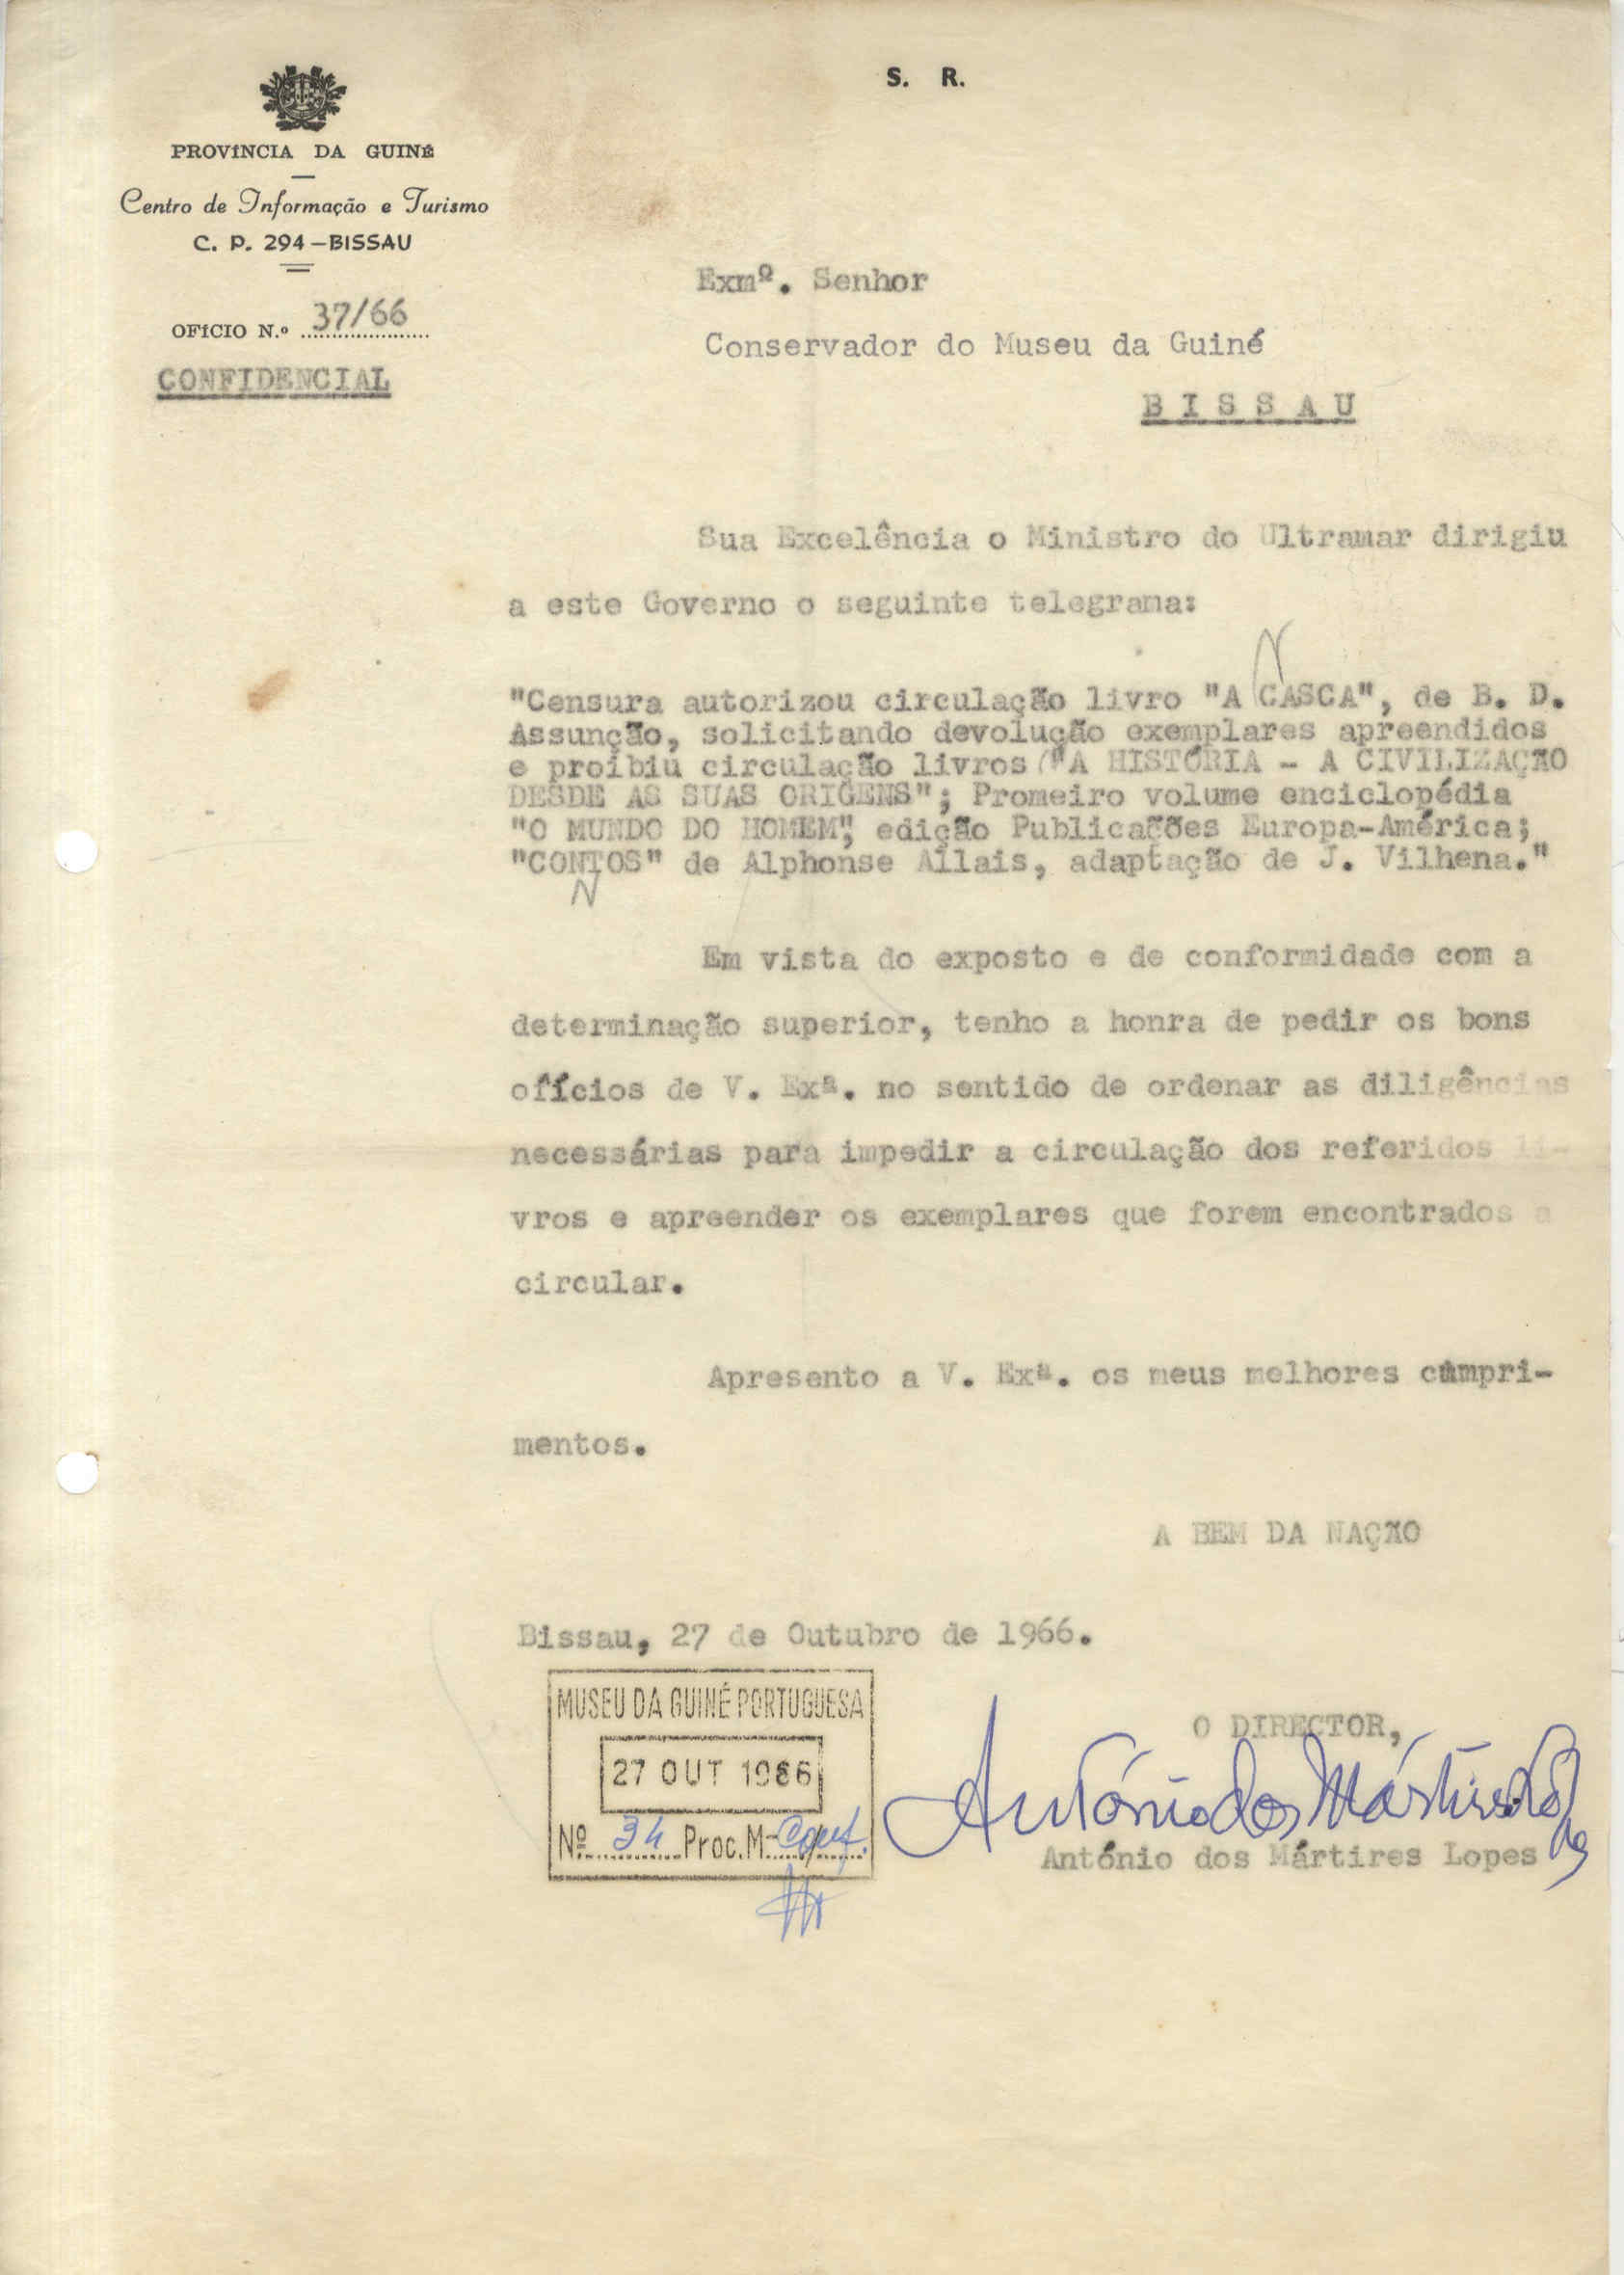 S. R.
PROVÍNCIA DA GUINÉ
Centro de Informação e Turismo
C. P. 294 – BISSAU
OFÍCIO N.º 37/66
CONFIDENCIAL
Exmº. Senhor
Conservador do Museu da Guiné
B I S S A U
Sua Excelência o Ministro do Ultramar dirigiu
a este Governo o seguinte telegrama:
N
"Censura autorizou circulação livro "A CASCA", de B. D.
Assunção, solicitando devolução exemplares apreendidos
e proibiu circulação livros ("A HISTÓRIA - A CIVILIZAÇÃO
DESDE AS SUAS ORIGENS"; Promeiro volume enciclopédia
"O MUNDO DO HOMEM", edição Publicações Europa-América;
"CONTOS" de Alphonse Allais, adaptação de J. Vilhena."
N
Em vista do exposto e de conformidade com a
determinação superior, tenho a honra de pedir os bons
ofícios de V. Exª. no sentido de ordenar as diligências
necessárias para impedir a circulação dos referidos li-
vros e apreender os exemplares que forem encontrados a
circular.
Apresento a V. Exª. os meus melhores cumpri-
mentos.
A BEM DA NAÇÃO
Bissau, 27 de Outubro de 1966.
MUSEU DA GUINÉ PORTUGUESA
27 OUT 1966
Nº 34 Proc. M-Conf.
O DIRECTOR,
António dos Mártires Lopes
António dos Mártires Lopes